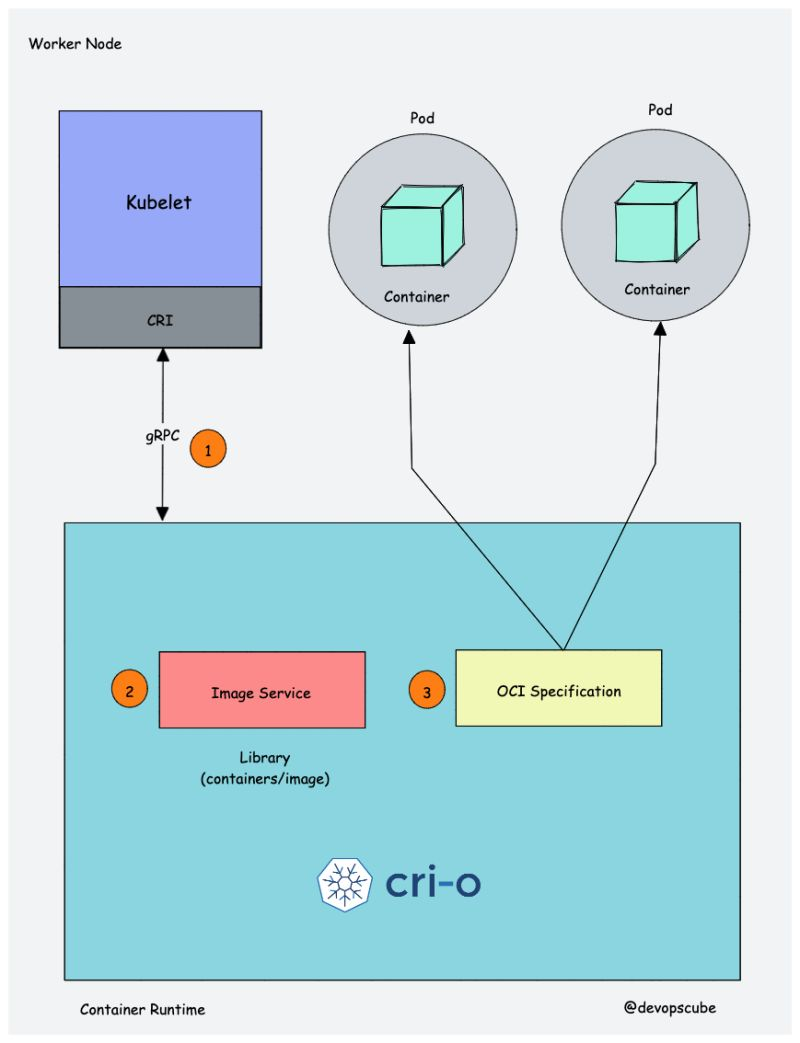 Worker Node
Pod
Pod
Kubelet
Container
Container
CRI
gRPC
1
2
Image Service
3
OCI Specification
Library
(containers/image)
cri-o
Container Runtime
@devopscube